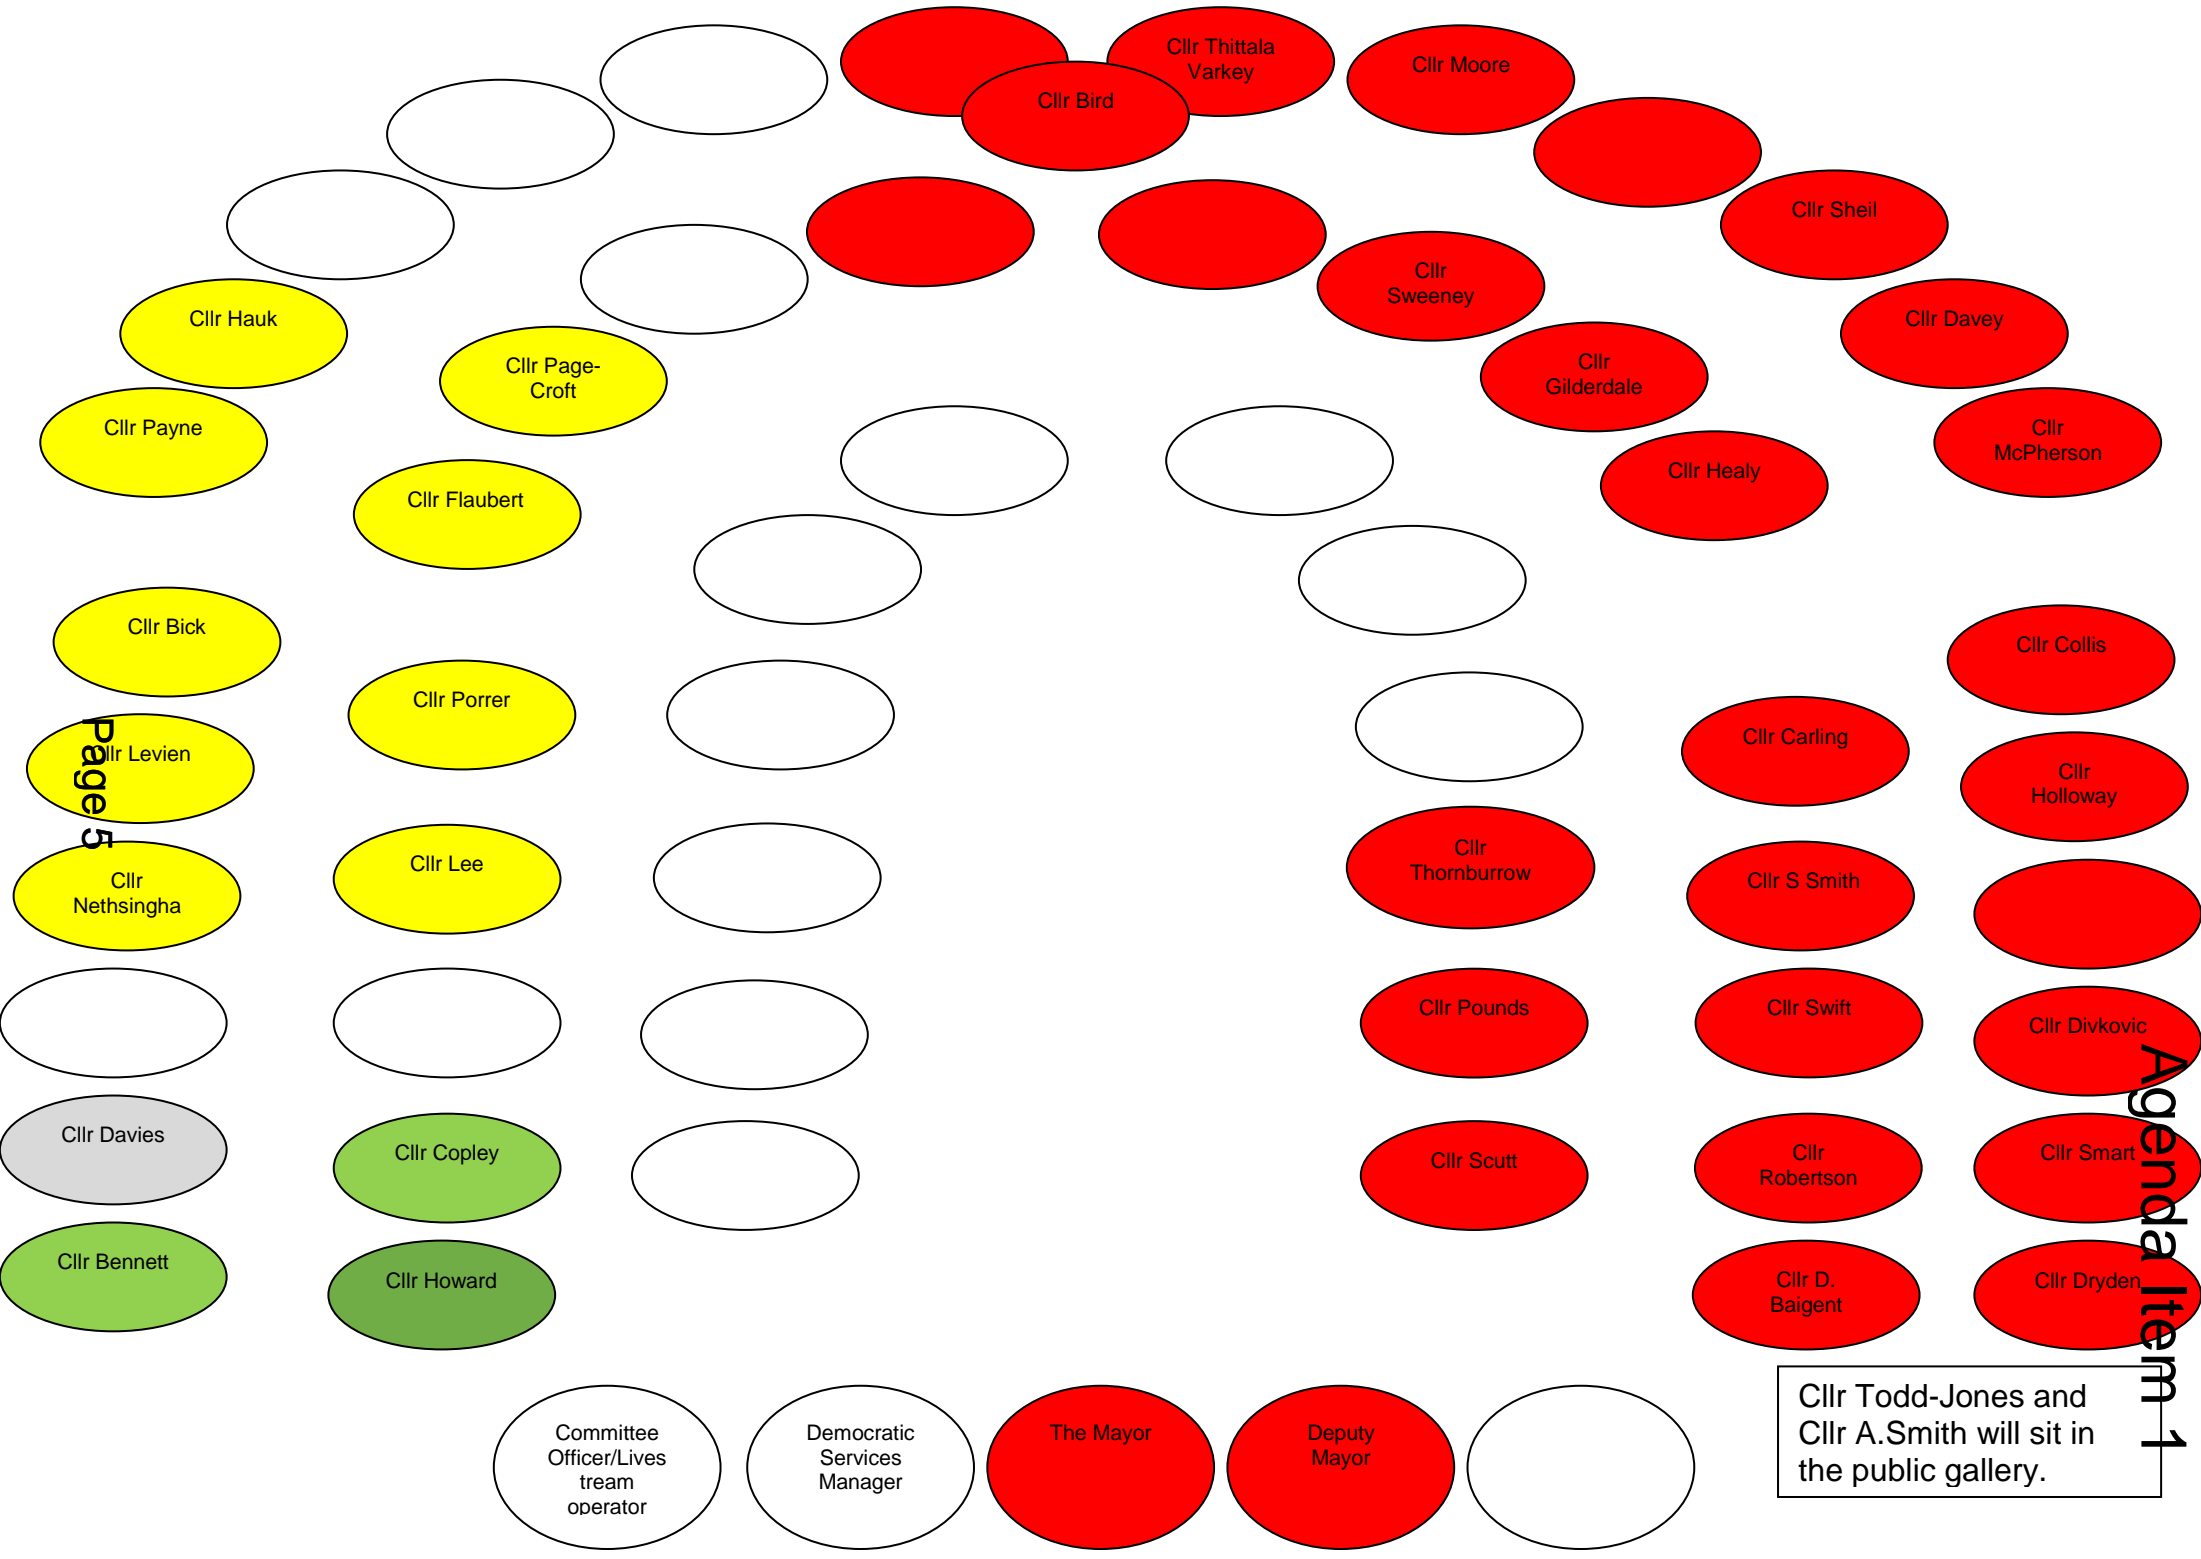 Cllr Thittala
Varkey
Cllr Moore
Cllr Bird
Cllr Sheil
Cllr
Sweeney
Cllr Hauk
Cllr Davey
Cllr Page-
Croft
Cllr
Gilderdale
Cllr Payne
Cllr
McPherson
Cllr Flaubert
Cllr Healy
Cllr Bick
Cllr Collis
Cllr Porrer
Cllr Carling
Cllr Levien
Page 5
Cllr
Holloway
Cllr
Nethsingha
Cllr Lee
Cllr
Thornburrow
Cllr S Smith
Cllr Pounds
Cllr Swift
Cllr Divkovic
Agenda Item 1
Cllr Davies
Cllr Copley
Cllr Scutt
Cllr
Robertson
Cllr Smart
Cllr Bennett
Cllr Howard
Cllr D.
Baigent
Cllr Dryden
Committee
Officer/Lives
tream
operator
Democratic
Services
Manager
The Mayor
Deputy
Mayor
Cllr Todd-Jones and
Cllr A.Smith will sit in
the public gallery.